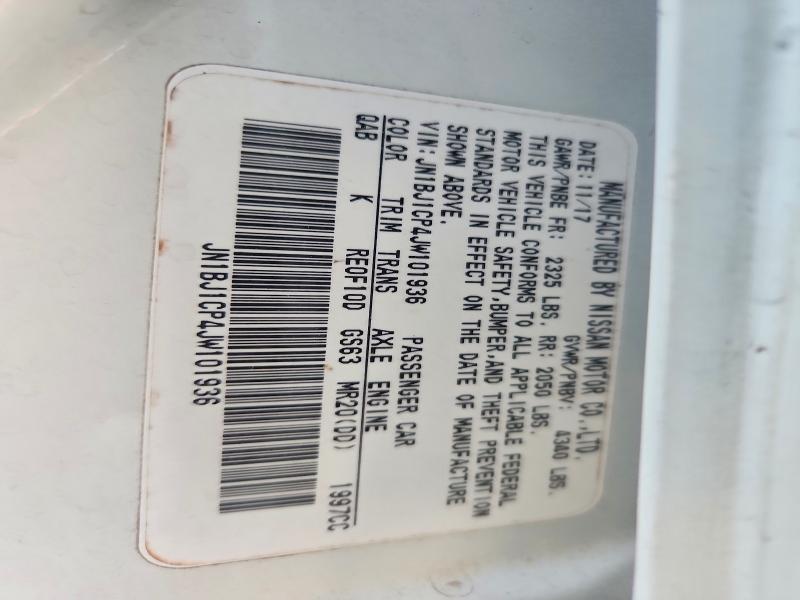 MANUFACTURED BY NISSAN MOTOR CO.,LTD.
DATE:11/17 GVWR/PNBV: 4340 LBS.
GAWR/PNBE FR: 2325 LBS. RR: 2050 LBS.
THIS VEHICLE CONFORMS TO ALL APPLICABLE FEDERAL
MOTOR VEHICLE SAFETY,BUMPER,AND THEFT PREVENTION
STANDARDS IN EFFECT ON THE DATE OF MANUFACTURE
SHOWN ABOVE.
VIN:JN1BJ1CP4JW101936 PASSENGER CAR
COLOR TRIM TRANS AXLE ENGINE
QAB K RE0F10D GS63 MR20(DD) 1997CC
JN1BJ1CP4JW101936